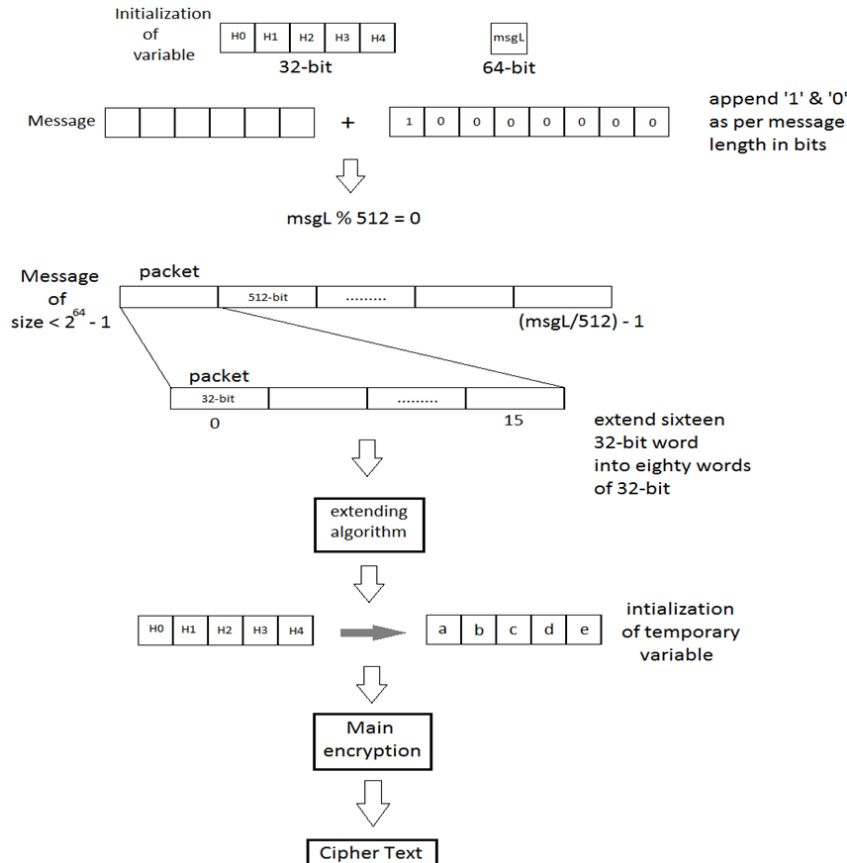 Initialization
of
variable
H0 H1 H2 H3 H4
32-bit
msgL
64-bit
Message
+
1 0 0 0 0 0 0 0
append '1' & '0'
as per message
length in bits
msgL % 512 = 0
Message
of
size < 2^64 - 1
packet
512-bit .........
(msgL/512) - 1
packet
32-bit .........
0 15
extend sixteen
32-bit word
into eighty words
of 32-bit
extending
algorithm
H0 H1 H2 H3 H4
a b c d e
intialization
of temporary
variable
Main
encryption
Cipher Text